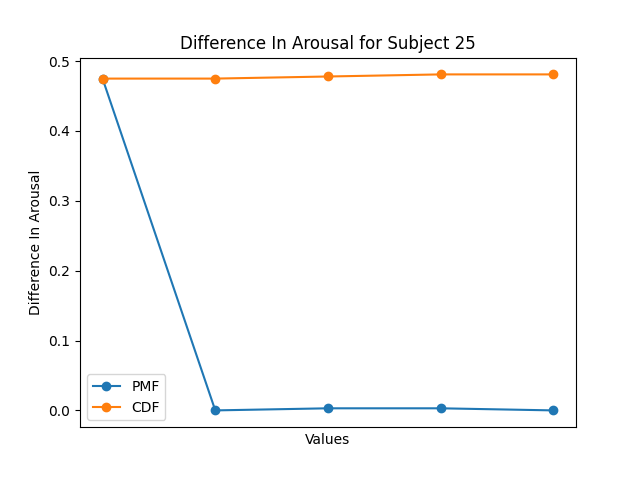 Difference In Arousal for Subject 25
0.5
0.4
0.3
0.2
0.1
0.0
Difference In Arousal
PMF
CDF
Values